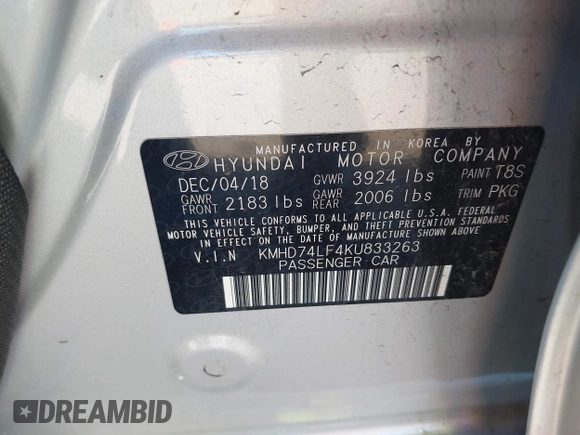 MANUFACTURED IN KOREA BY
HYUNDAI MOTOR COMPANY
DEC/04/18 GVWR 3924 lbs PAINT T8S
GAWR FRONT 2183 lbs GAWR REAR 2006 lbs TRIM PKG
THIS VEHICLE CONFORMS TO ALL APPLICABLE U.S.A. FEDERAL
MOTOR VEHICLE SAFETY, BUMPER, AND THEFT PREVENTION STANDARDS
IN EFFECT ON THE DATE OF MANUFACTURE SHOWN ABOVE.
V.I.N KMHD74LF4KU833263
PASSENGER CAR
DREAMBID